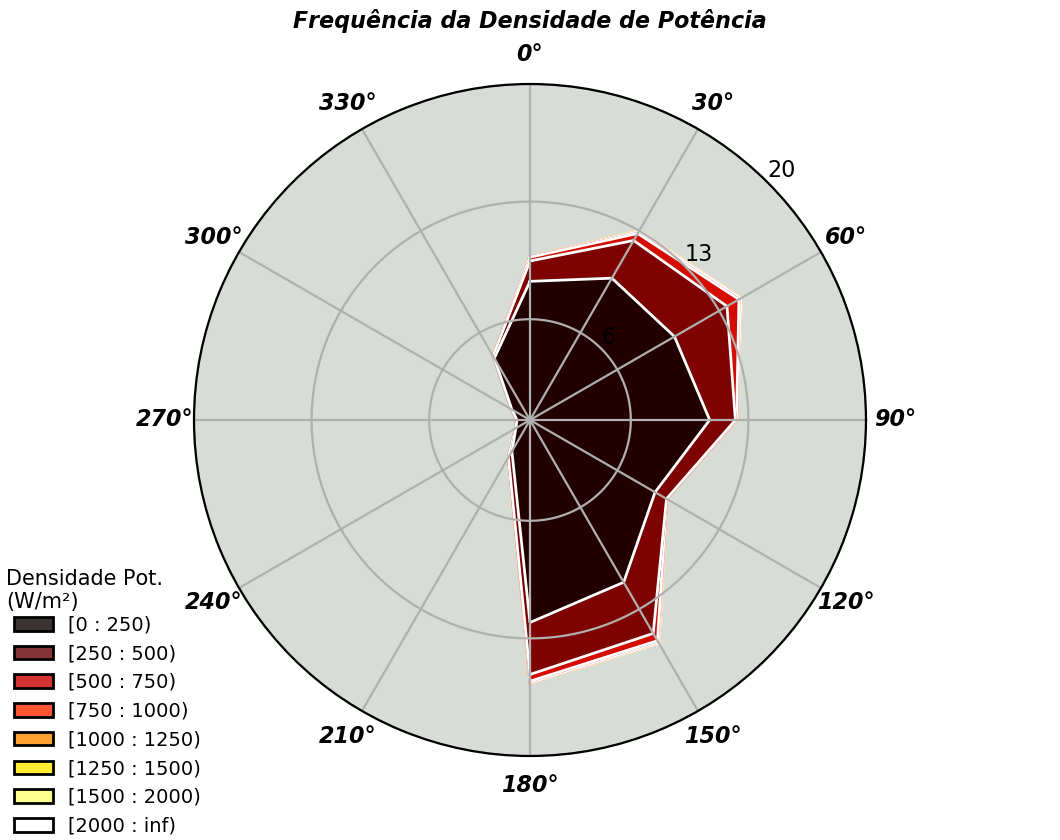 Frequência da Densidade de Potência
0°
330°
30°
20
300°
60°
13
6
270°
90°
240°
120°
210°
150°
180°
Densidade Pot.
(W/m²)
[0 : 250)
[250 : 500)
[500 : 750)
[750 : 1000)
[1000 : 1250)
[1250 : 1500)
[1500 : 2000)
[2000 : inf)